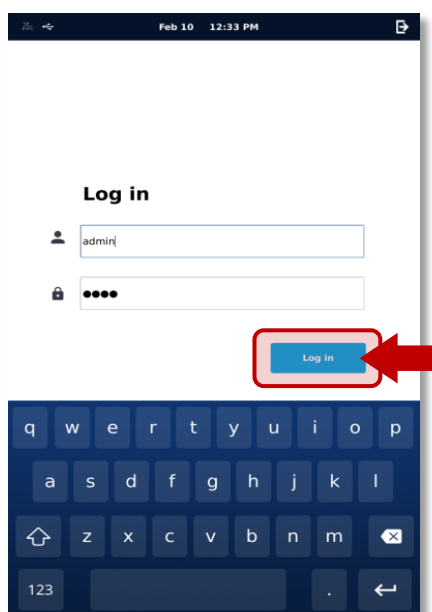 Feb 10 12:33 PM
Log in
admin
Log in
q w e r t y u i o p
a s d f g h j k l
z x c v b n m
123 .